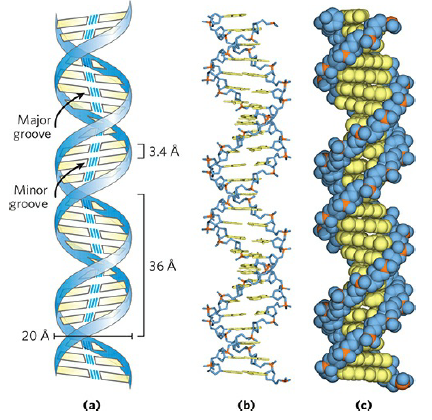 Major
groove
Minor
groove
3.4 Å
36 Å
20 Å
(a)
(b)
(c)